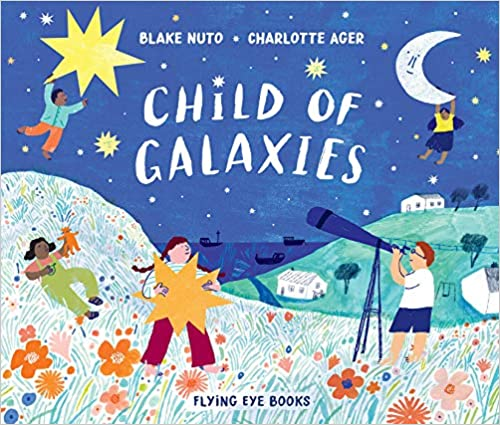 BLAKE NUTO * CHARLOTTE AGER
CHILD OF
GALAXIES
FLYING EYE BOOKS